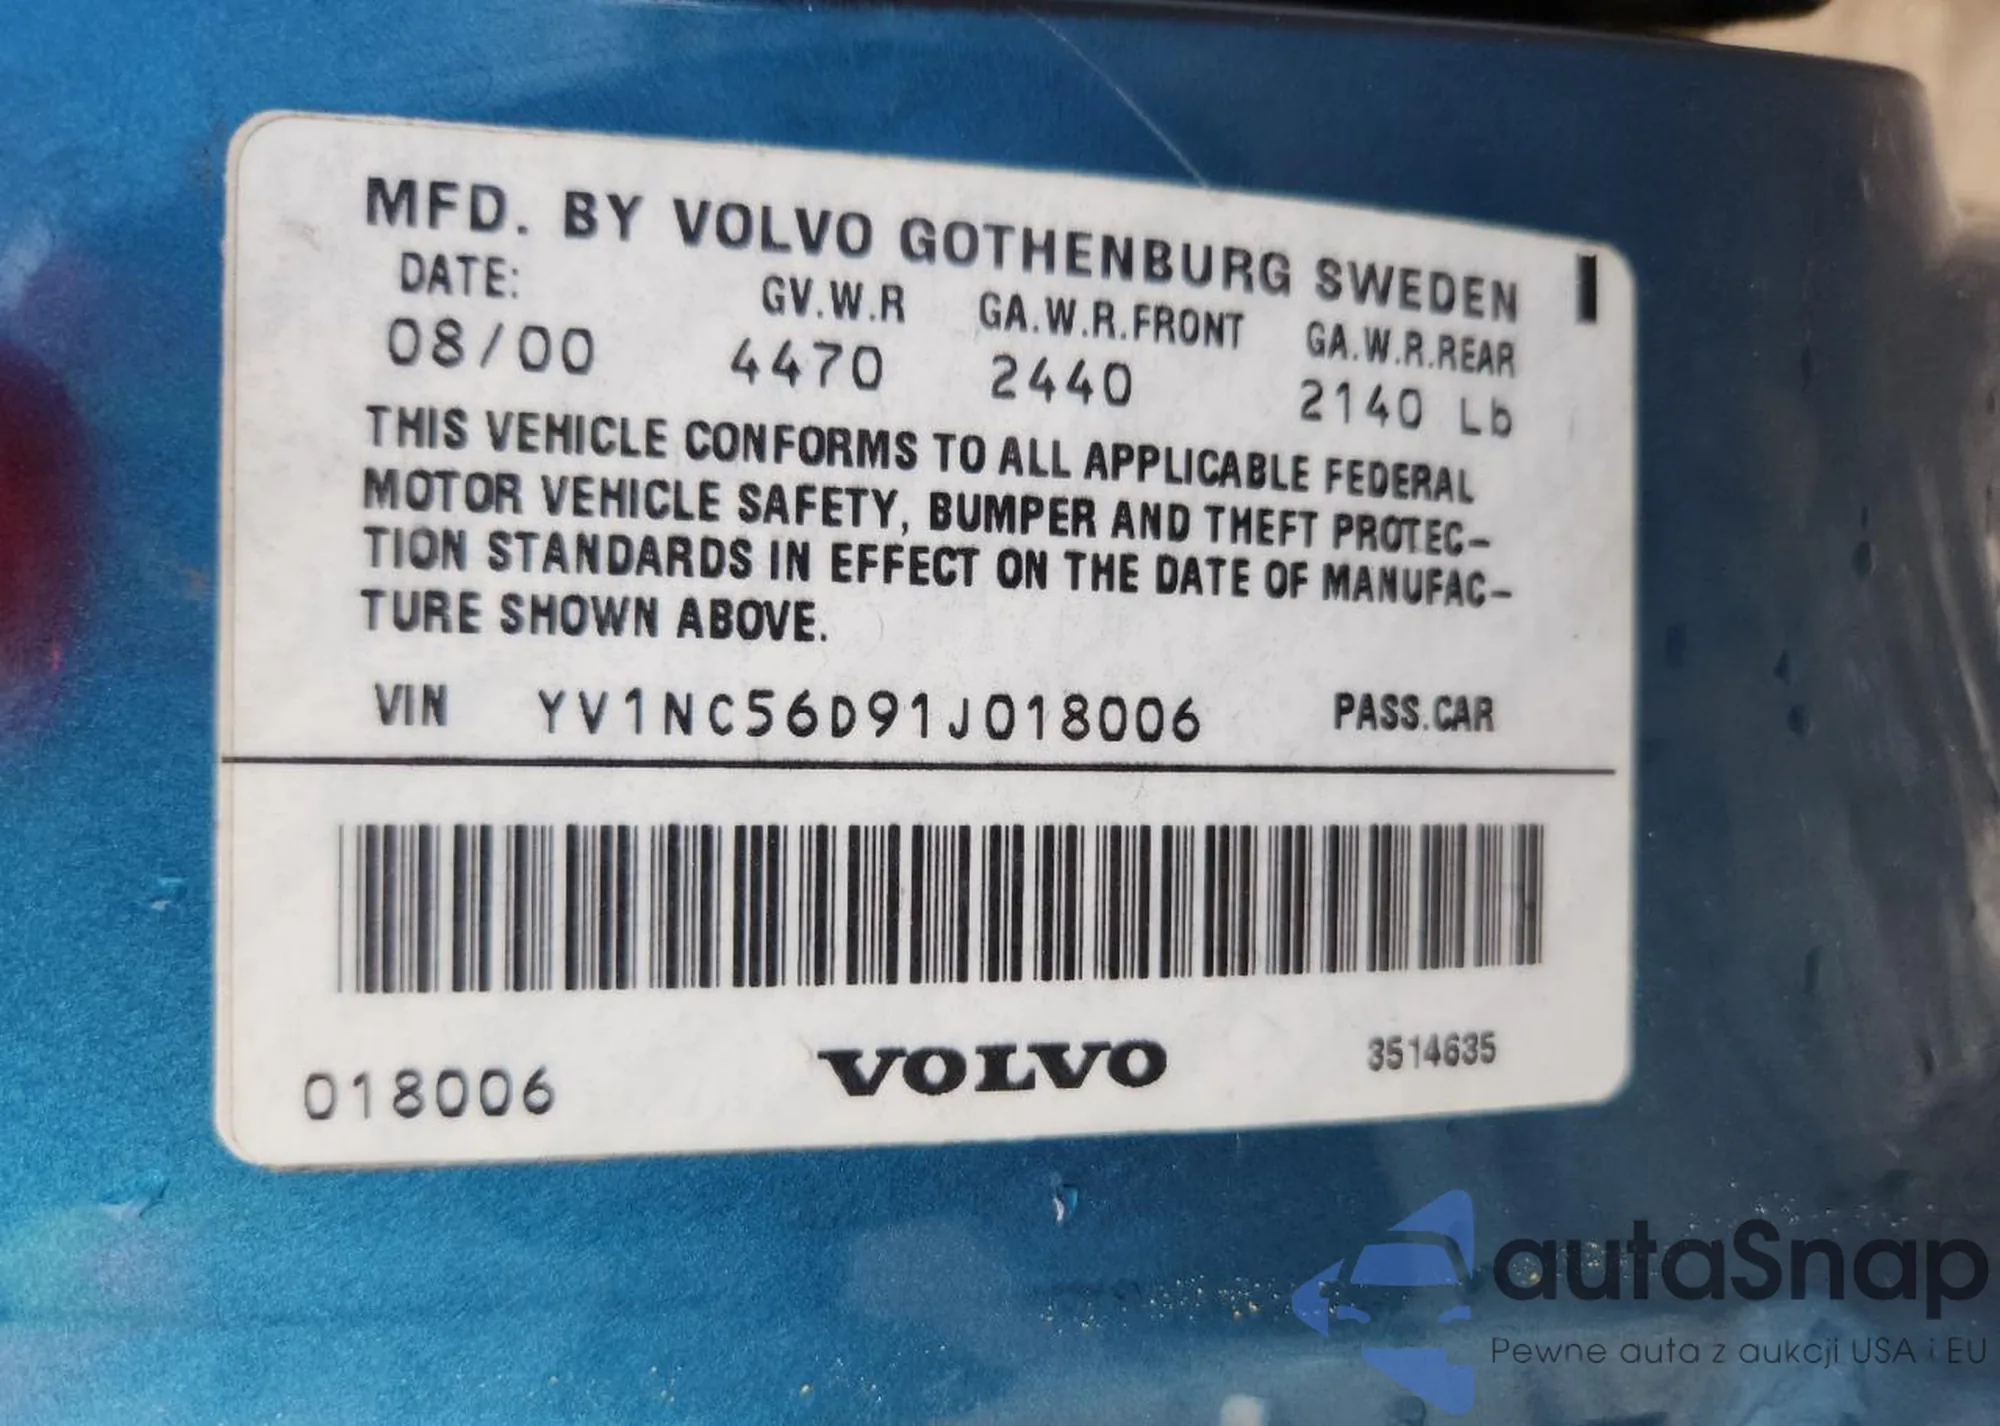 MFD. BY VOLVO GOTHENBURG SWEDEN
DATE: GV.W.R GA.W.R.FRONT GA.W.R.REAR
08/00 4470 2440 2140 Lb
THIS VEHICLE CONFORMS TO ALL APPLICABLE FEDERAL
MOTOR VEHICLE SAFETY, BUMPER AND THEFT PROTEC-
TION STANDARDS IN EFFECT ON THE DATE OF MANUFAC-
TURE SHOWN ABOVE.
VIN YV1NC56D91J018006 PASS.CAR
018006 VOLVO 3514635
autaSnap
Pewne auta z aukcji USA i EU